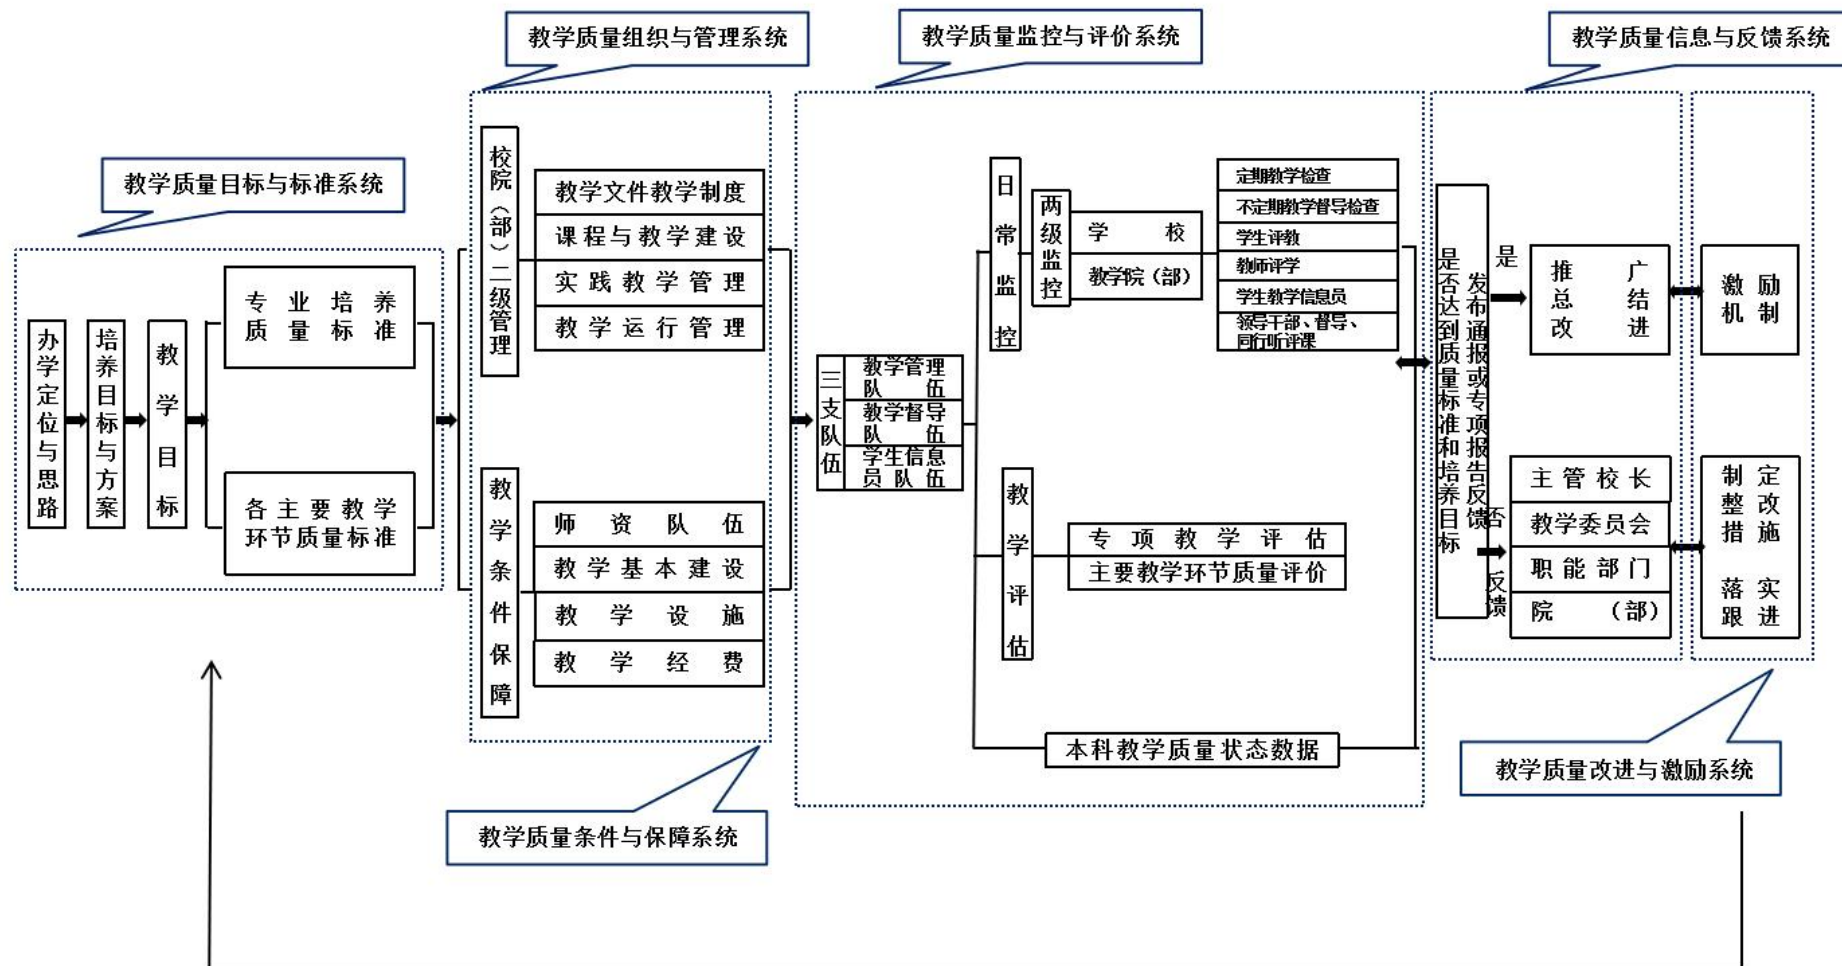 教学质量组织与管理系统
教学质量监控与评价系统
教学质量信息与反馈系统
教学质量目标与标准系统
办学定位与思路
培养目标与方案
教学目标
专业培养
质量标准
各主要教学
环节质量标准
校院（部）二级管理
教学文件教学制度
课程与教学建设
实践教学管理
教学运行管理
教学条件保障
师资队伍
教学基本建设
教学设施
教学经费
教学质量条件与保障系统
三支队伍
教学管理
队伍
教学督导
队伍
学生信息
员队伍
日常监控
两级监控
学校
教学院（部）
定期教学检查
不定期教学督导检查
学生评教
教师评学
学生教学信息员
领导干部、督导、
同行听评课
教学评估
专项教学评估
主要教学环节质量评价
本科教学质量状态数据
发布通报或专项报告反馈
是否达到质量标准和培养目标
是
推广
总结
改进
激励
机制
否
反馈
主管校长
教学委员会
职能部门
院（部）
制定
整改
措施
落实
跟进
教学质量改进与激励系统